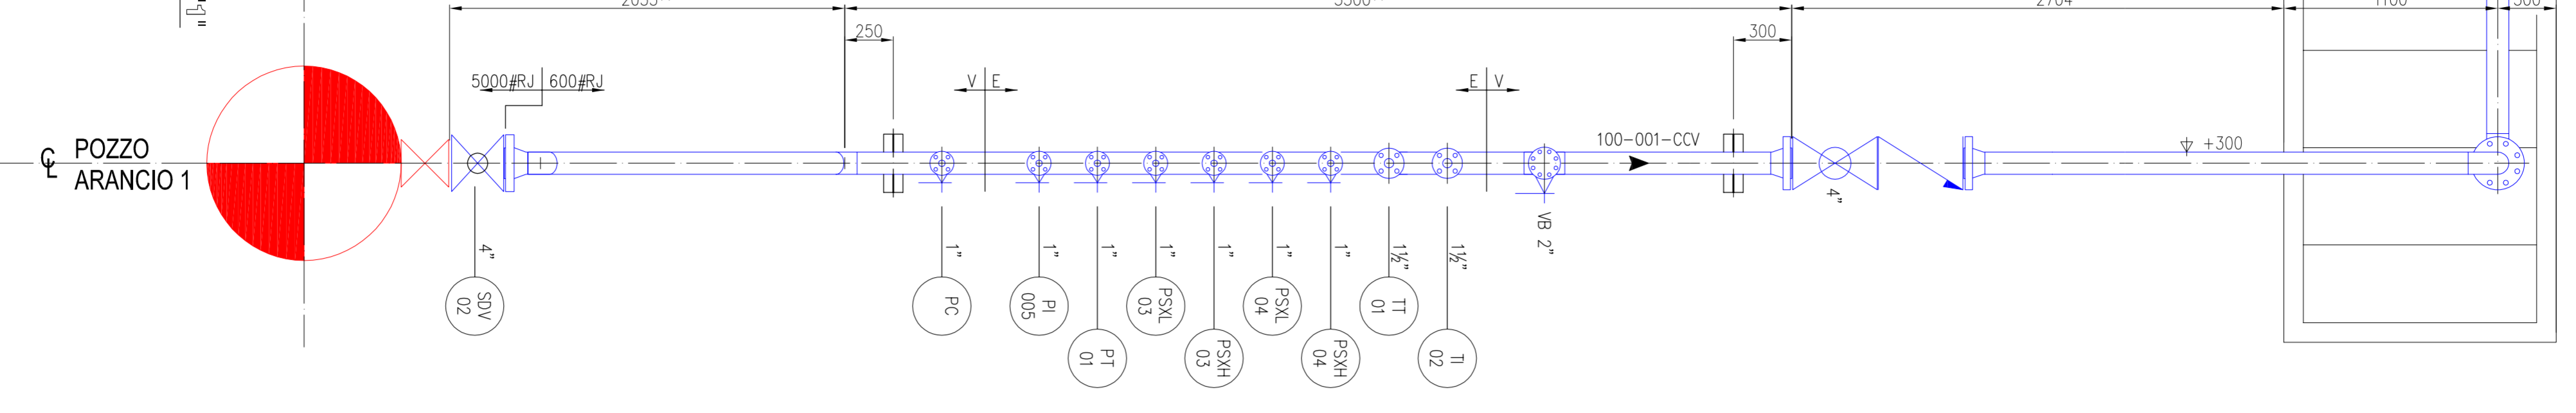 250
300
5000#RJ 600#RJ
V E
E V
POZZO
ARANCIO 1
100-001-CCV
+300
4"
VB 2"
4"
1"
1"
1"
1"
1"
1"
1"
1½"
1½"
SDV
02
PC
PI
005
PT
01
PSXL
03
PSXH
03
PSXL
04
PSXH
04
TT
01
TI
02